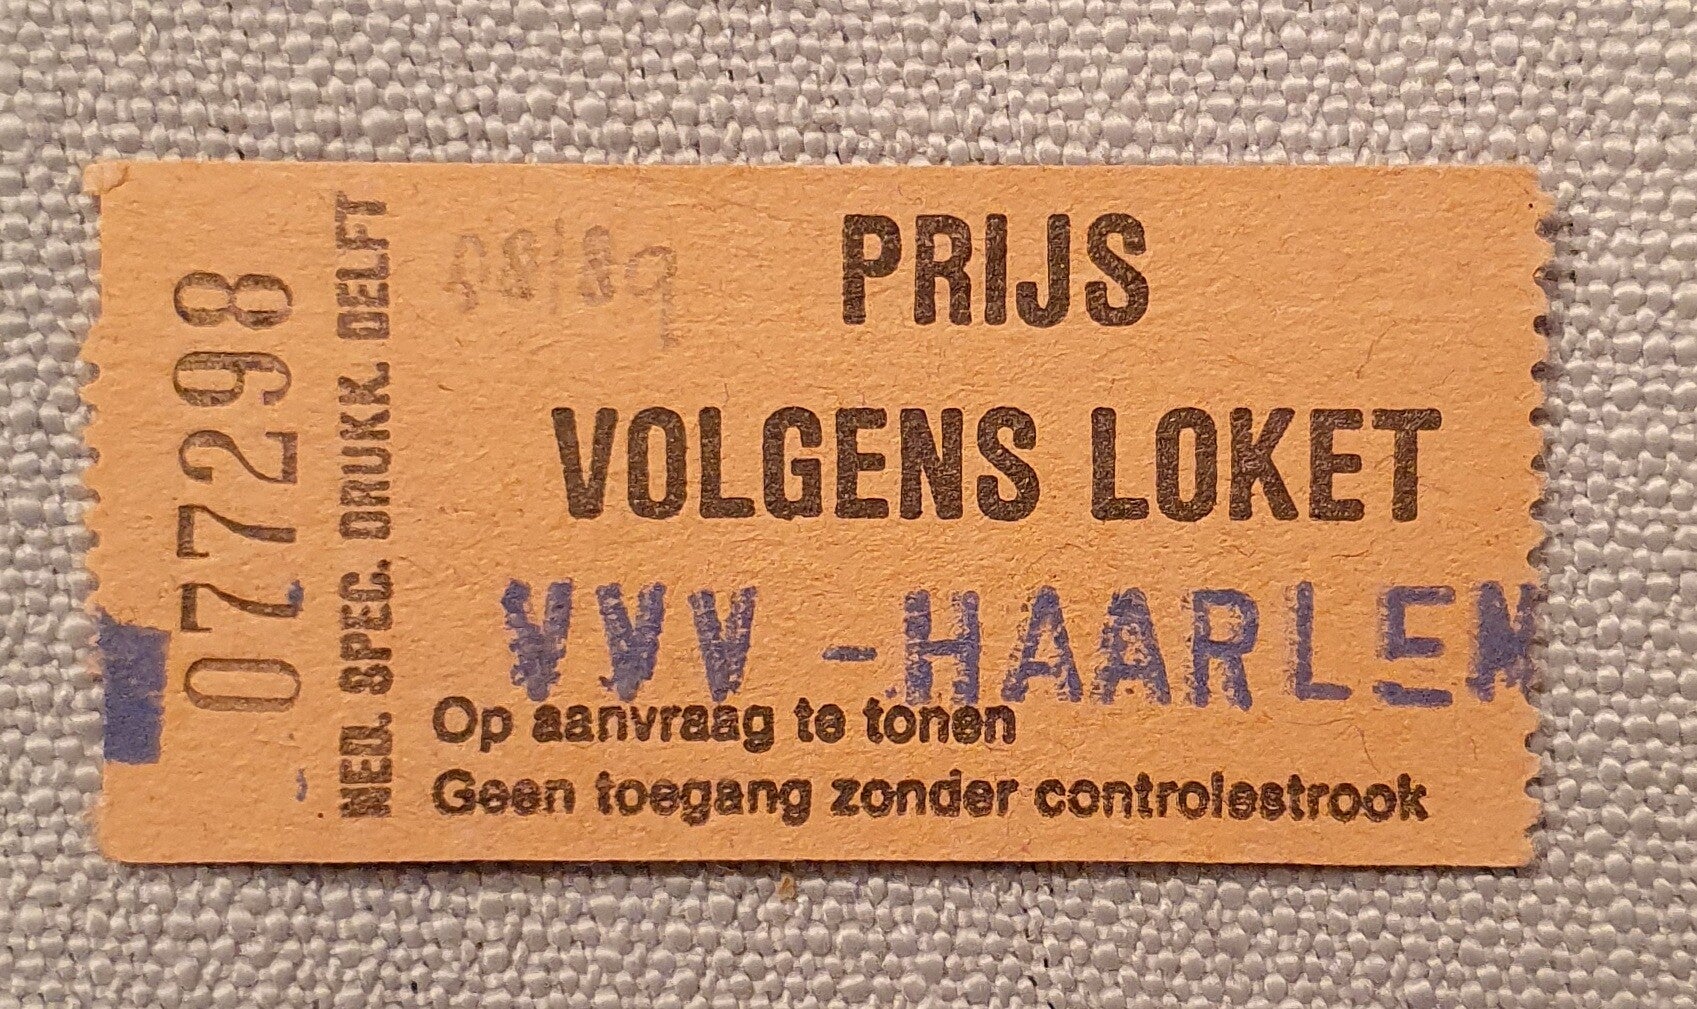 077298
NED. SPEC. DRUKK. DELFT
PRIJS
VOLGENS LOKET
VVV - HAARLEM
Op aanvraag te tonen
Geen toegang zonder controlestrook